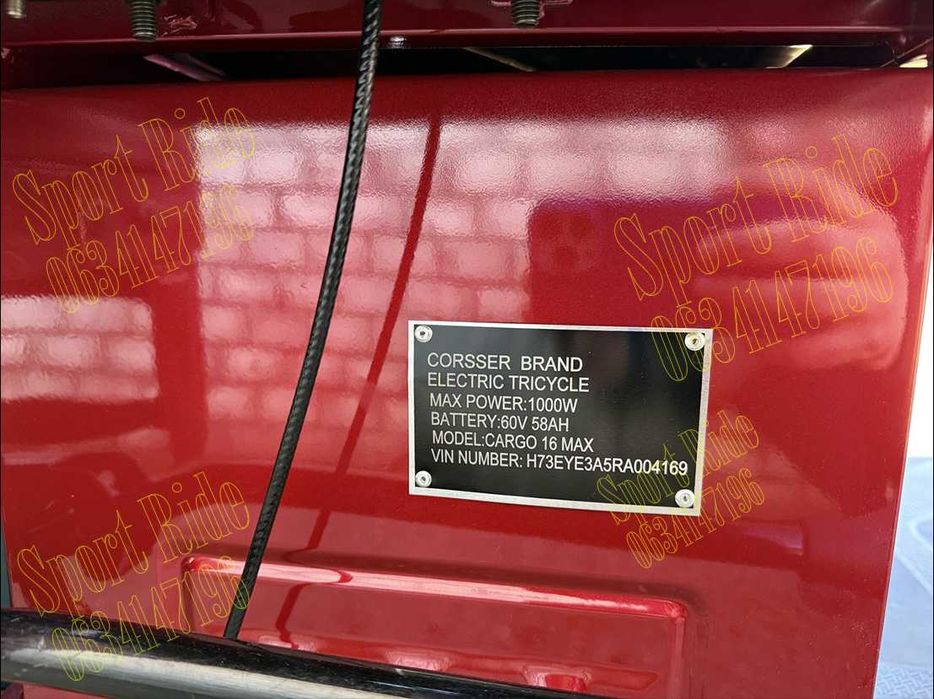 Sport Ride
0634147196
Sport Ride
0634147196
CORSSER BRAND
ELECTRIC TRICYCLE
MAX POWER:1000W
BATTERY:60V 58AH
MODEL:CARGO 16 MAX
VIN NUMBER: H73EYE3A5RA004169
Sport Ride
0634147196
Sport Ride
0634147196